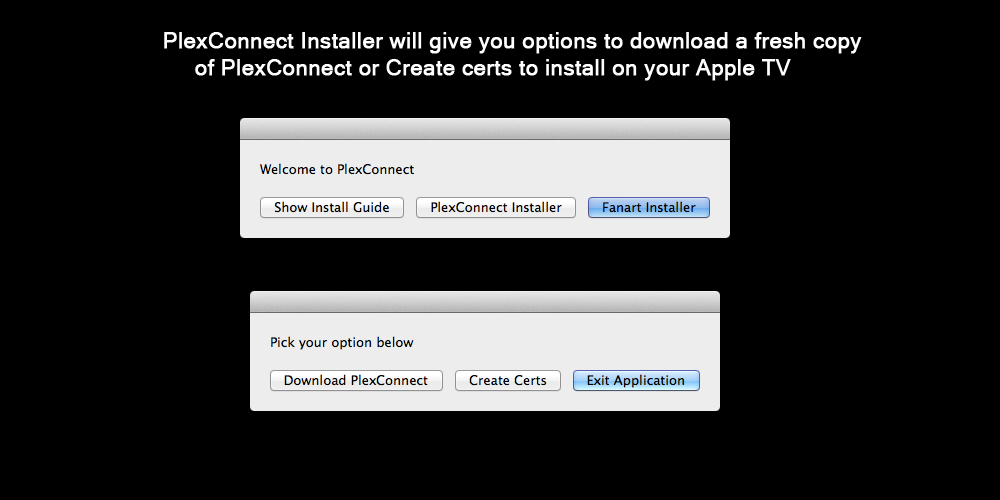 PlexConnect Installer will give you options to download a fresh copy
of PlexConnect or Create certs to install on your Apple TV
Welcome to PlexConnect
Show Install Guide PlexConnect Installer Fanart Installer
Pick your option below
Download PlexConnect Create Certs Exit Application